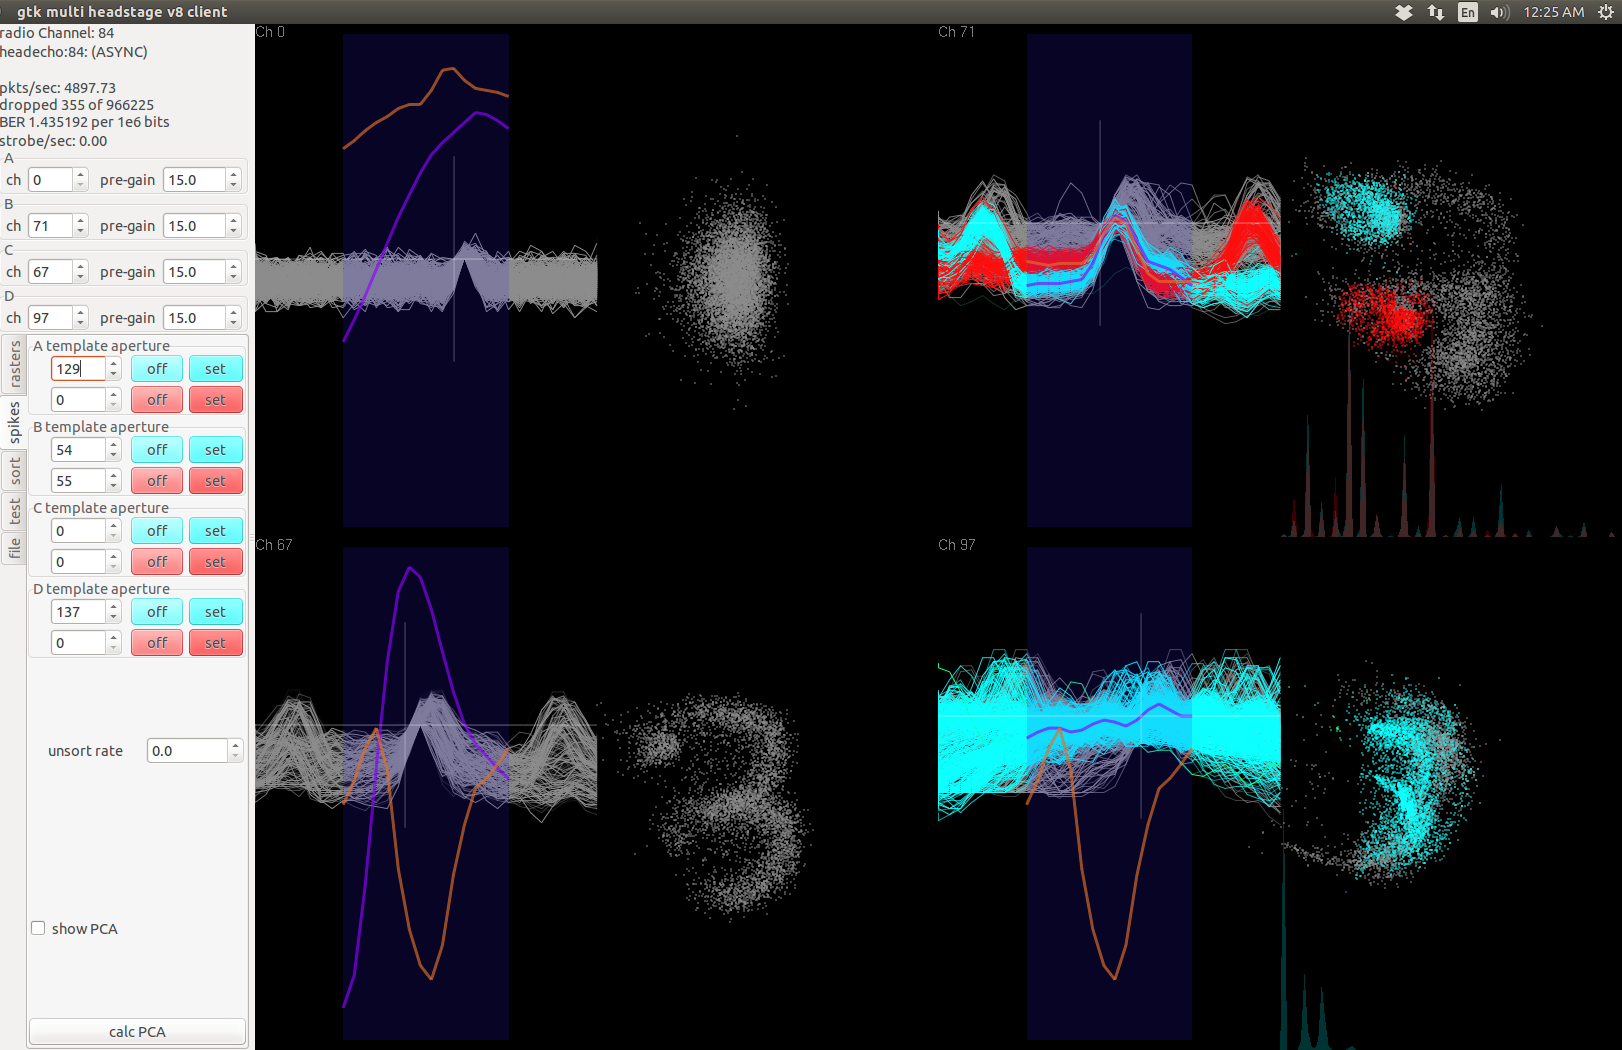 gtk multi headstage v8 client
En
12:25 AM
radio Channel: 84
headecho:84: (ASYNC)
pkts/sec: 4897.73
dropped 355 of 966225
BER 1.435192 per 1e6 bits
strobe/sec: 0.00
A
ch 0 pre-gain 15.0
B
ch 71 pre-gain 15.0
C
ch 67 pre-gain 15.0
D
ch 97 pre-gain 15.0
rasters
spikes
sort
test
file
A template aperture
129 off set
0 off set
B template aperture
54 off set
55 off set
C template aperture
0 off set
0 off set
D template aperture
137 off set
0 off set
unsort rate 0.0
show PCA
calc PCA
Ch 0
Ch 71
Ch 67
Ch 97